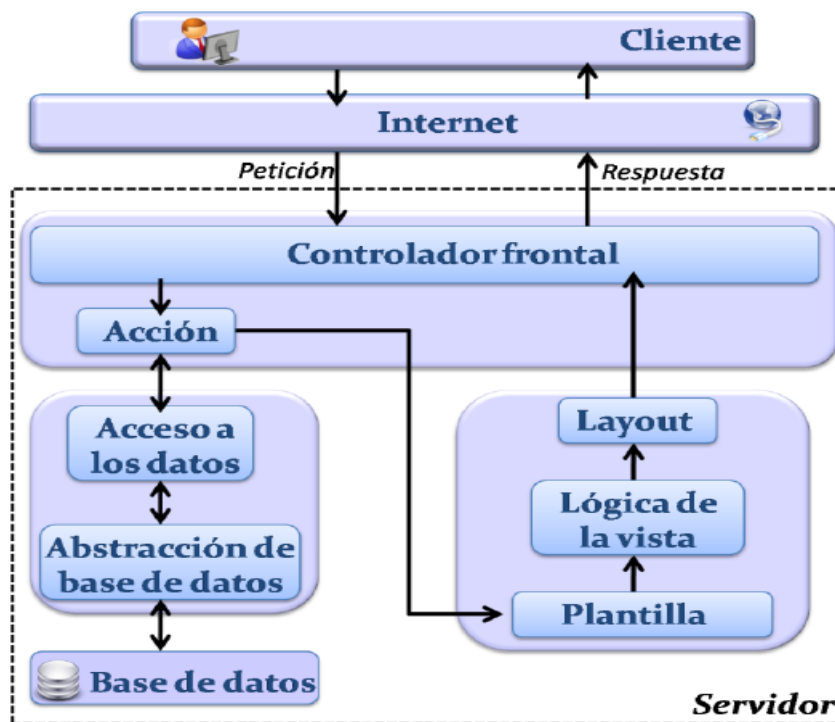 Cliente
Internet
Petición
Respuesta
Controlador frontal
Acción
Acceso a
los datos
Abstracción de
base de datos
Base de datos
Layout
Lógica de
la vista
Plantilla
Servidor